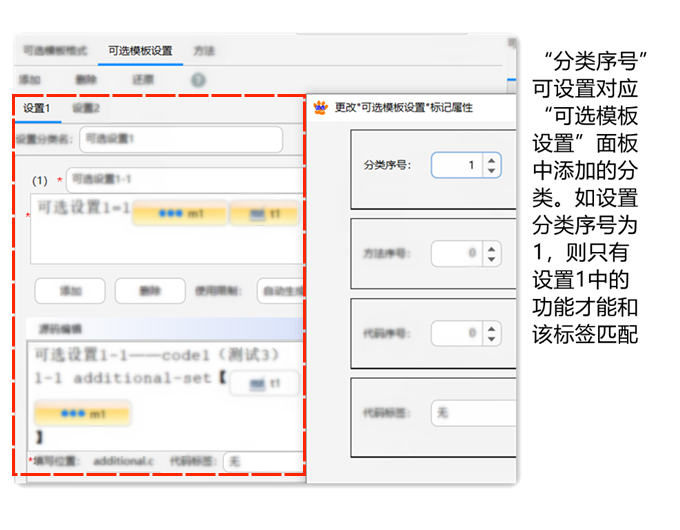 可选模板格式 可选模板设置 方法
添加 删除 还原
设置1 设置2
设置分类名： 可选设置1
(1) * 可选设置1-1
* 可选设置1=1 m1 t1
添加 删除 使用限制： 自动生成
源码编辑
可选设置1-1——code1（测试3）
1-1 additional-set【 t1
m1
】
*填写位置： additional.c 代码标签： 无
更改"可选模板设置"标记属性
分类序号： 1
方法序号： 0
代码序号： 0
代码标签： 无
“分类序号”
可设置对应
“可选模板
设置”面板
中添加的分
类。如设置
分类序号为
1，则只有
设置1中的
功能才能和
该标签匹配